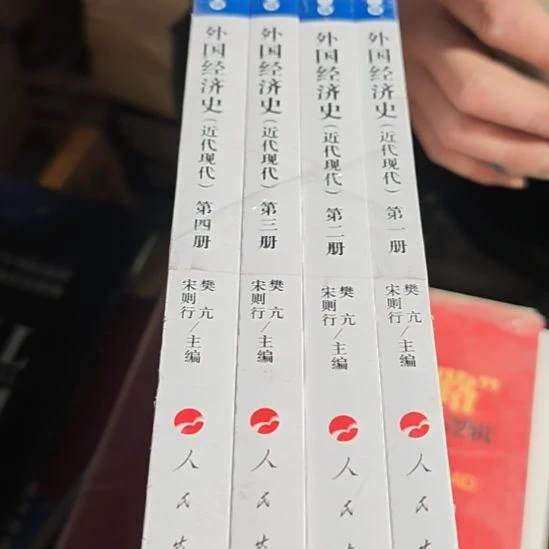 外国经济史（近代现代） 第四册
樊亢
宋则行/主编
人民
外国经济史（近代现代） 第三册
樊亢
宋则行/主编
人民
外国经济史（近代现代） 第二册
樊亢
宋则行/主编
人民
外国经济史（近代现代） 第一册
樊亢
宋则行/主编
人民